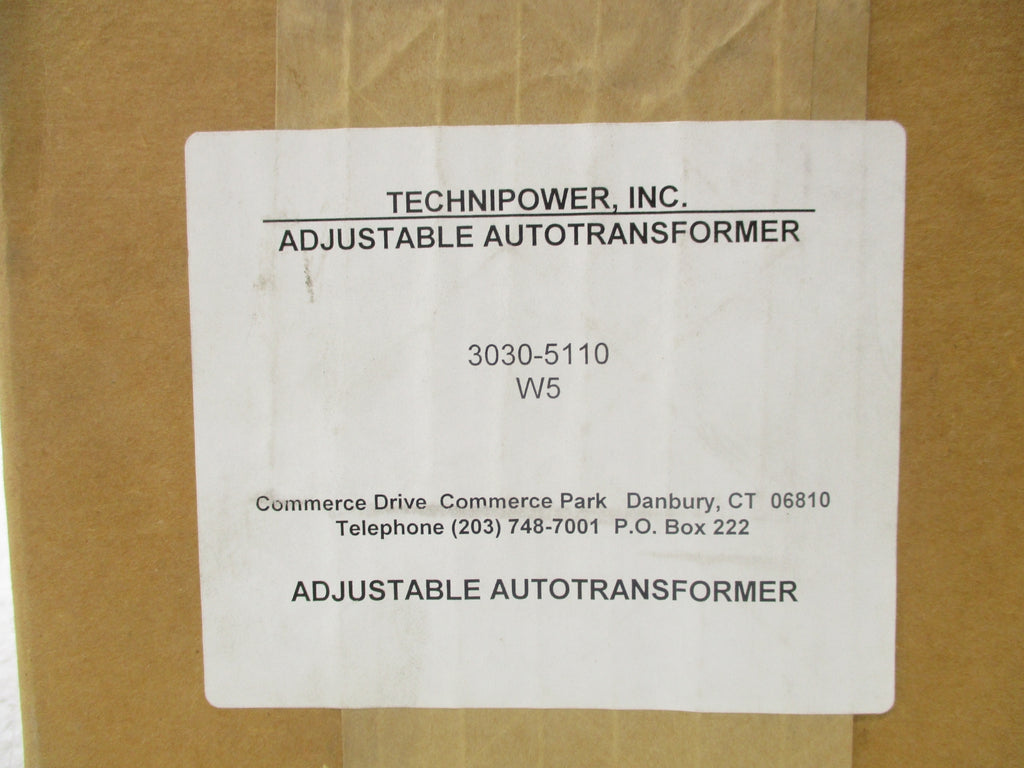 TECHNIPOWER, INC.
ADJUSTABLE AUTOTRANSFORMER
3030-5110
W5
Commerce Drive Commerce Park Danbury, CT 06810
Telephone (203) 748-7001 P.O. Box 222
ADJUSTABLE AUTOTRANSFORMER